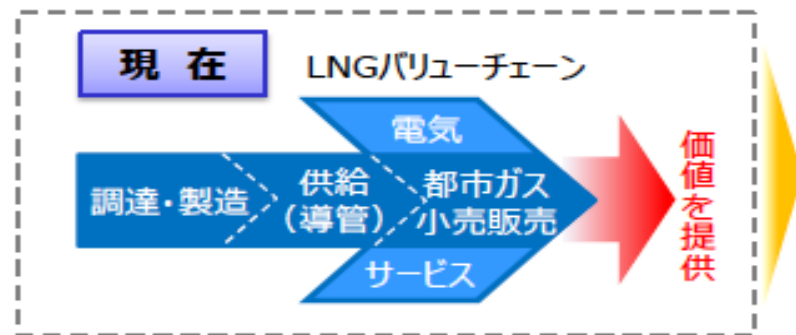 現 在
LNGバリューチェーン
電気
調達・製造
供給
(導管)
都市ガス
小売販売
サービス
価値を提供